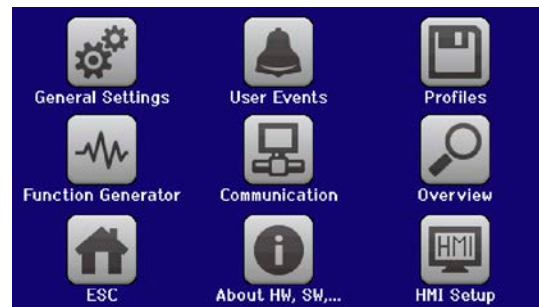 General Settings
User Events
Profiles
Function Generator
Communication
Overview
ESC
About HW, SW,...
HMI
HMI Setup